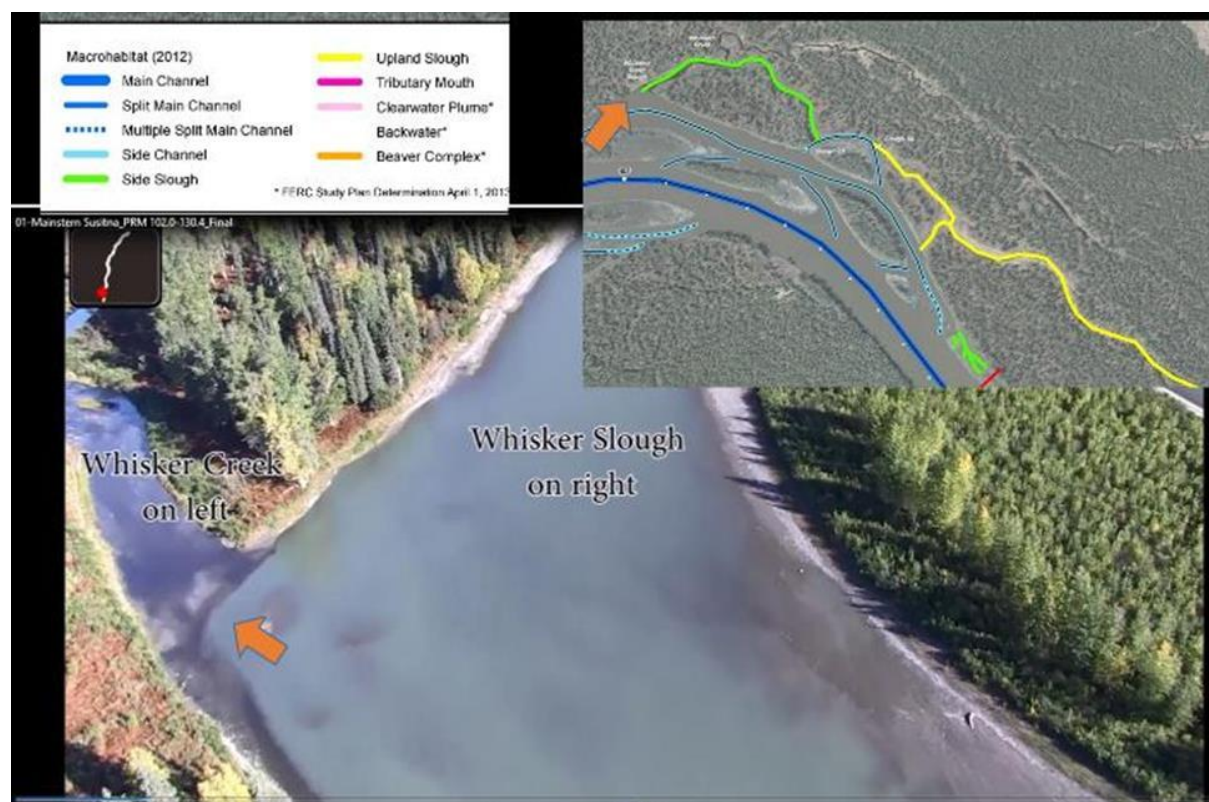 Macrohabitat (2012)
Main Channel
Split Main Channel
Multiple Split Main Channel
Side Channel
Side Slough
Upland Slough
Tributary Mouth
Clearwater Plume*
Backwater*
Beaver Complex*
* FERC Study Plan Determination April 1, 2013
01-Mainstem Susitna_PRM 102.0-130.4_Final
Whisker Creek
on left
Whisker Slough
on right